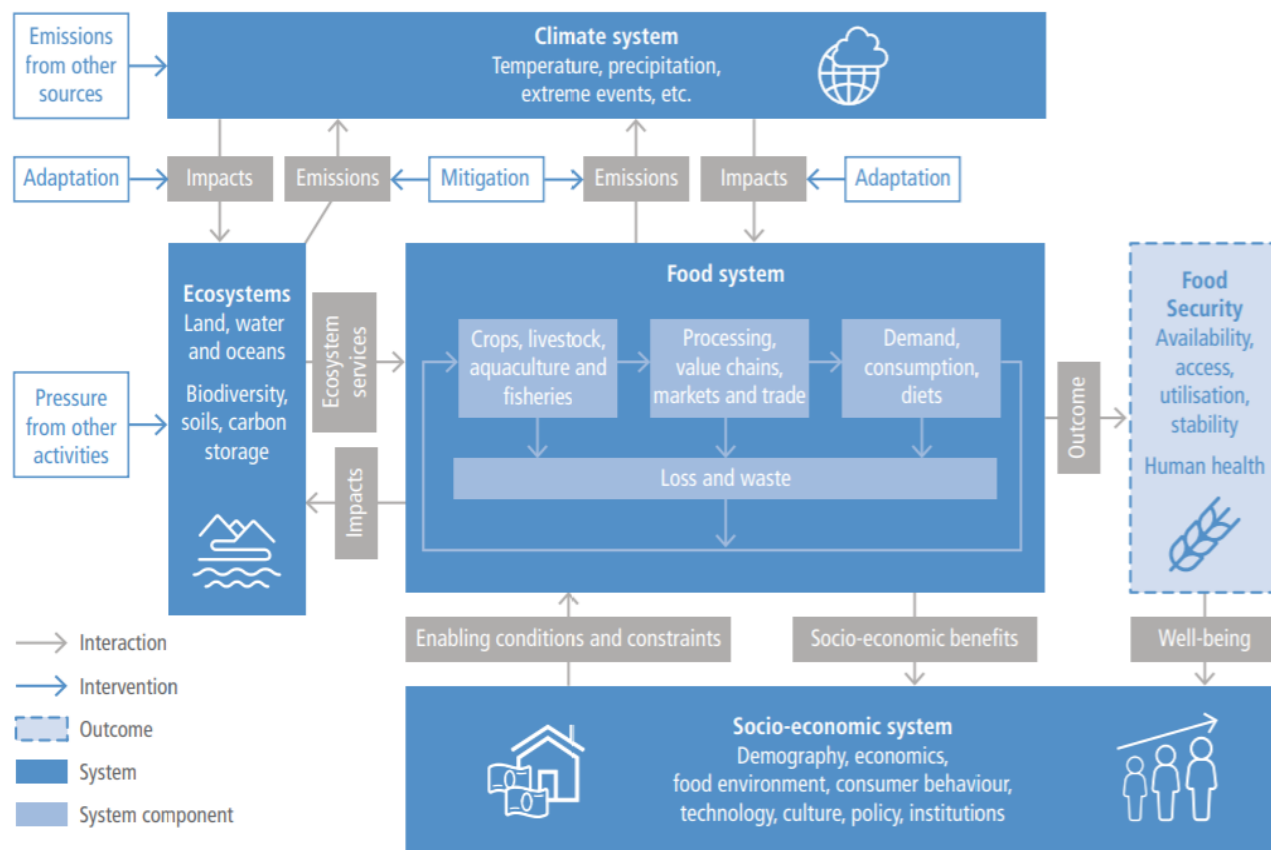 Emissions
from other
sources
Climate system
Temperature, precipitation,
extreme events, etc.
Adaptation
Impacts
Emissions
Mitigation
Emissions
Impacts
Adaptation
Ecosystems
Land, water
and oceans
Biodiversity,
soils, carbon
storage
Pressure
from other
activities
Ecosystem
services
Impacts
Food system
Crops, livestock,
aquaculture and
fisheries
Processing,
value chains,
markets and trade
Demand,
consumption,
diets
Loss and waste
Outcome
Food
Security
Availability,
access,
utilisation,
stability
Human health
Enabling conditions and constraints
Socio-economic benefits
Well-being
Socio-economic system
Demography, economics,
food environment, consumer behaviour,
technology, culture, policy, institutions
Interaction
Intervention
Outcome
System
System component